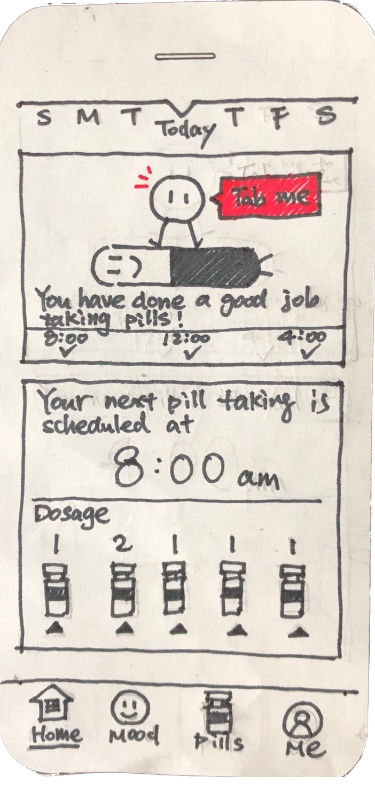 S M T Today T F S
Tab me
You have done a good job
taking pills!
8:00 12:00 4:00
Your next pill taking is
scheduled at
8:00 am
Dosage
1 2 1 1 1
Home Mood Pills Me